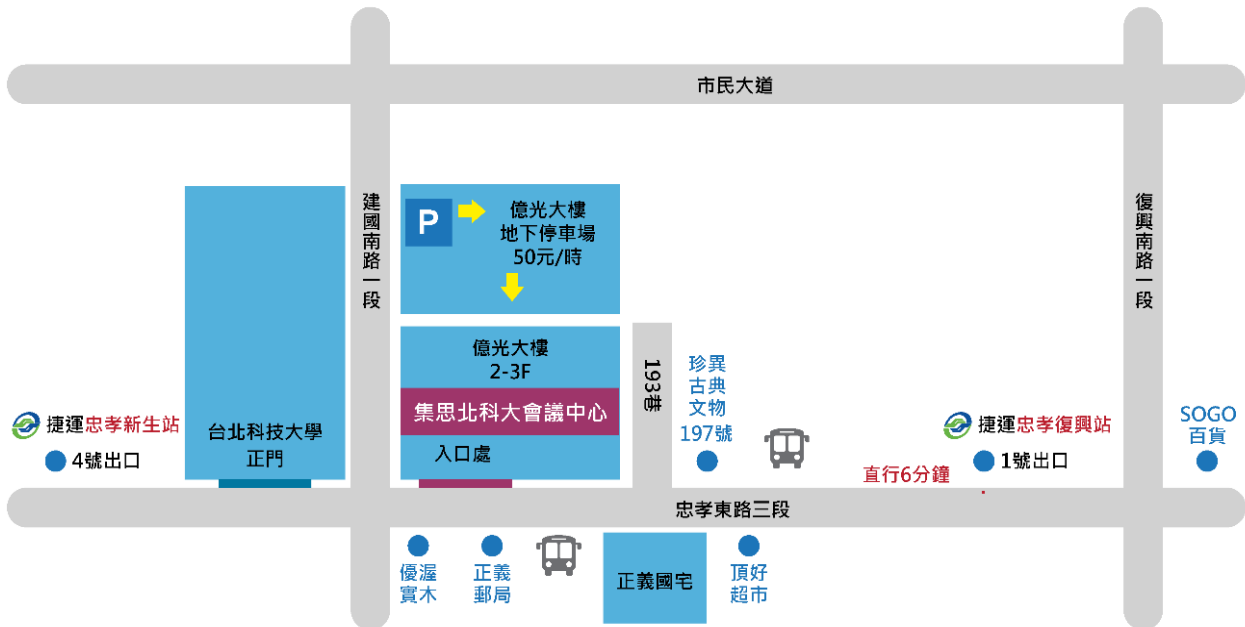 市民大道
建國南路一段
復興南路一段
P
億光大樓
地下停車場
50元/時
億光大樓
2-3F
集思北科大會議中心
入口處
193巷
珍異
古典
文物
197號
捷運忠孝新生站
4號出口
台北科技大學
正門
捷運忠孝復興站
1號出口
直行6分鐘
SOGO
百貨
忠孝東路三段
優渥
實木
正義
郵局
正義國宅
頂好
超市